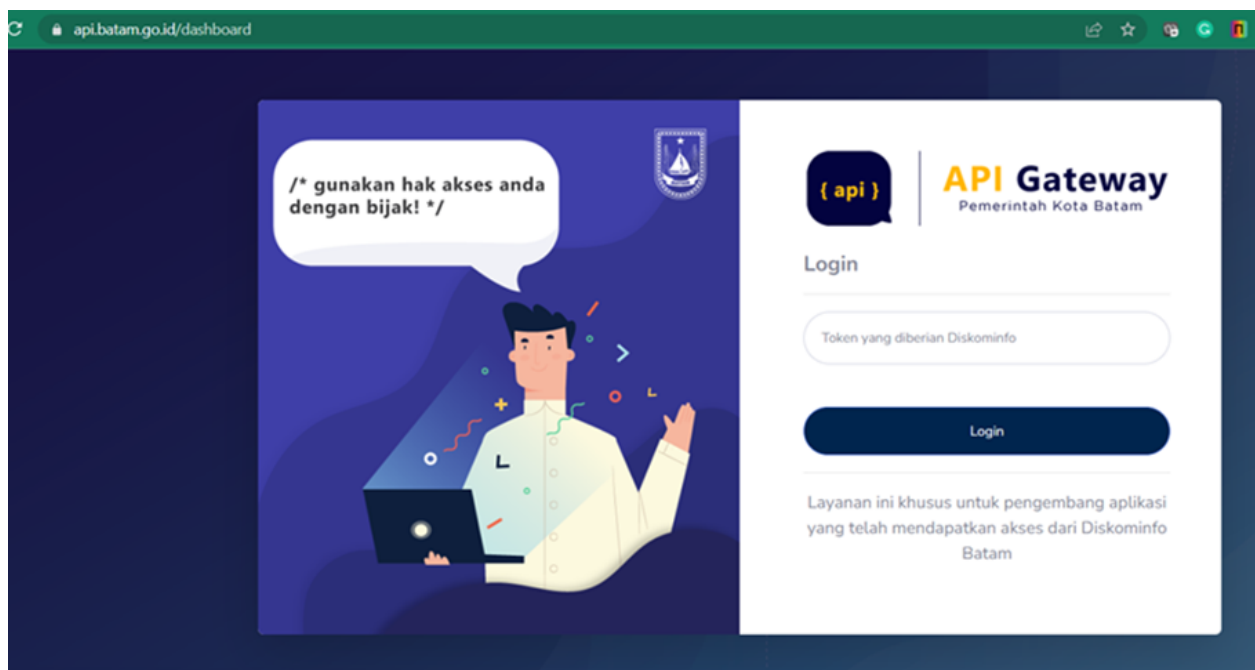 api.batam.go.id/dashboard
/* gunakan hak akses anda
dengan bijak! */
{ api }
API Gateway
Pemerintah Kota Batam
Login
Token yang diberian Diskominfo
Login
Layanan ini khusus untuk pengembang aplikasi
yang telah mendapatkan akses dari Diskominfo
Batam